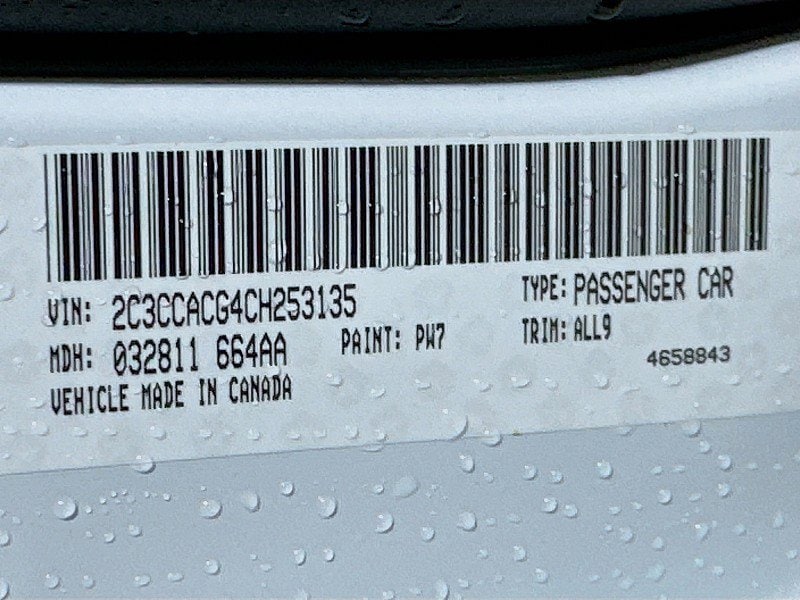 VIN: 2C3CCACG4CH253135 TYPE: PASSENGER CAR
MDH: 032811 664AA PAINT: PW7 TRIM: ALL9
VEHICLE MADE IN CANADA 4658843